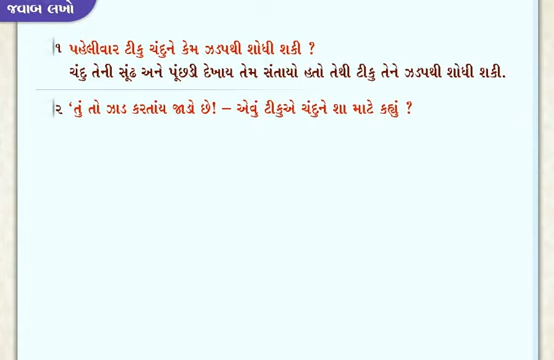 જવાબ લખો
૧ પહેલીવાર ટીકુ ચંદુને કેમ ઝડપથી શોધી શકી ?
ચંદુ તેની સૂંઢ અને પૂંછડી દેખાય તેમ સંતાયો હતો તેથી ટીકુ તેને ઝડપથી શોધી શકી.
૨ ‘તું તો ઝાડ કરતાંય જાડો છે! – એવું ટીકુએ ચંદુને શા માટે કહ્યું ?